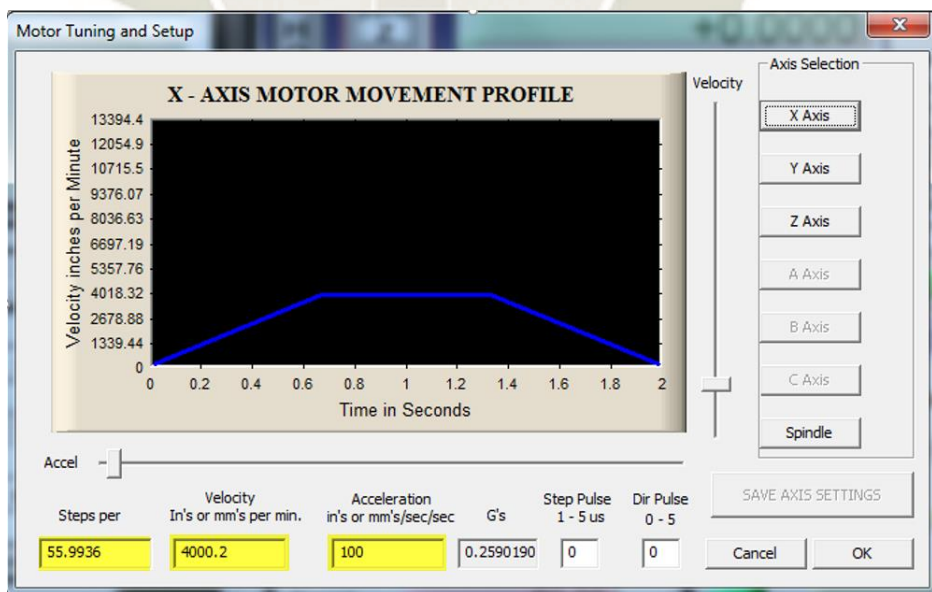 +0.0000
Z
Motor Tuning and Setup
X - AXIS MOTOR MOVEMENT PROFILE
Velocity inches per Minute
13394.4
12054.9
10715.5
9376.07
8036.63
6697.19
5357.76
4018.32
2678.88
1339.44
0
0 0.2 0.4 0.6 0.8 1 1.2 1.4 1.6 1.8 2
Time in Seconds
Velocity
Axis Selection
X Axis
Y Axis
Z Axis
A Axis
B Axis
C Axis
Spindle
Accel
Steps per
Velocity
In's or mm's per min.
Acceleration
in's or mm's/sec/sec
G's
Step Pulse
1 - 5 us
Dir Pulse
0 - 5
55.9936 4000.2 100 0.2590190 0 0
SAVE AXIS SETTINGS
Cancel OK